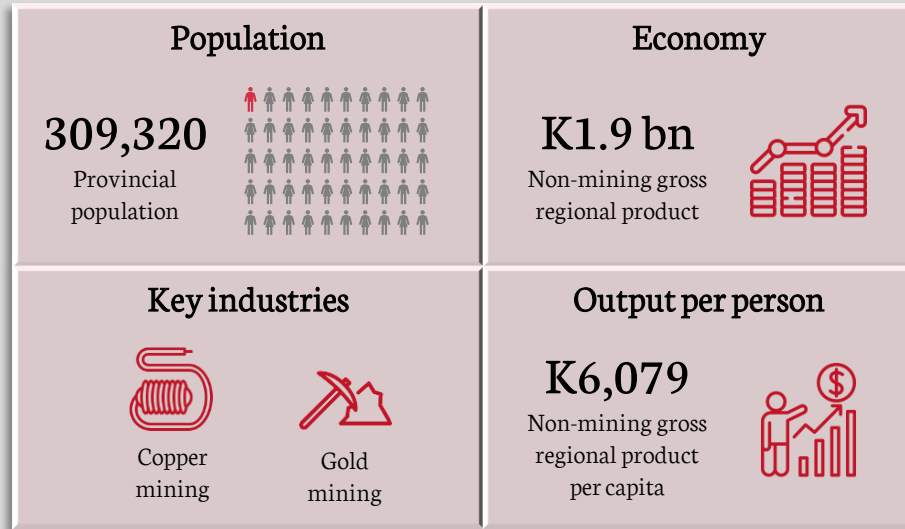 Population
309,320
Provincial
population
Economy
K1.9 bn
Non-mining gross
regional product
Key industries
Copper
mining
Gold
mining
Output per person
K6,079
Non-mining gross
regional product
per capita
$